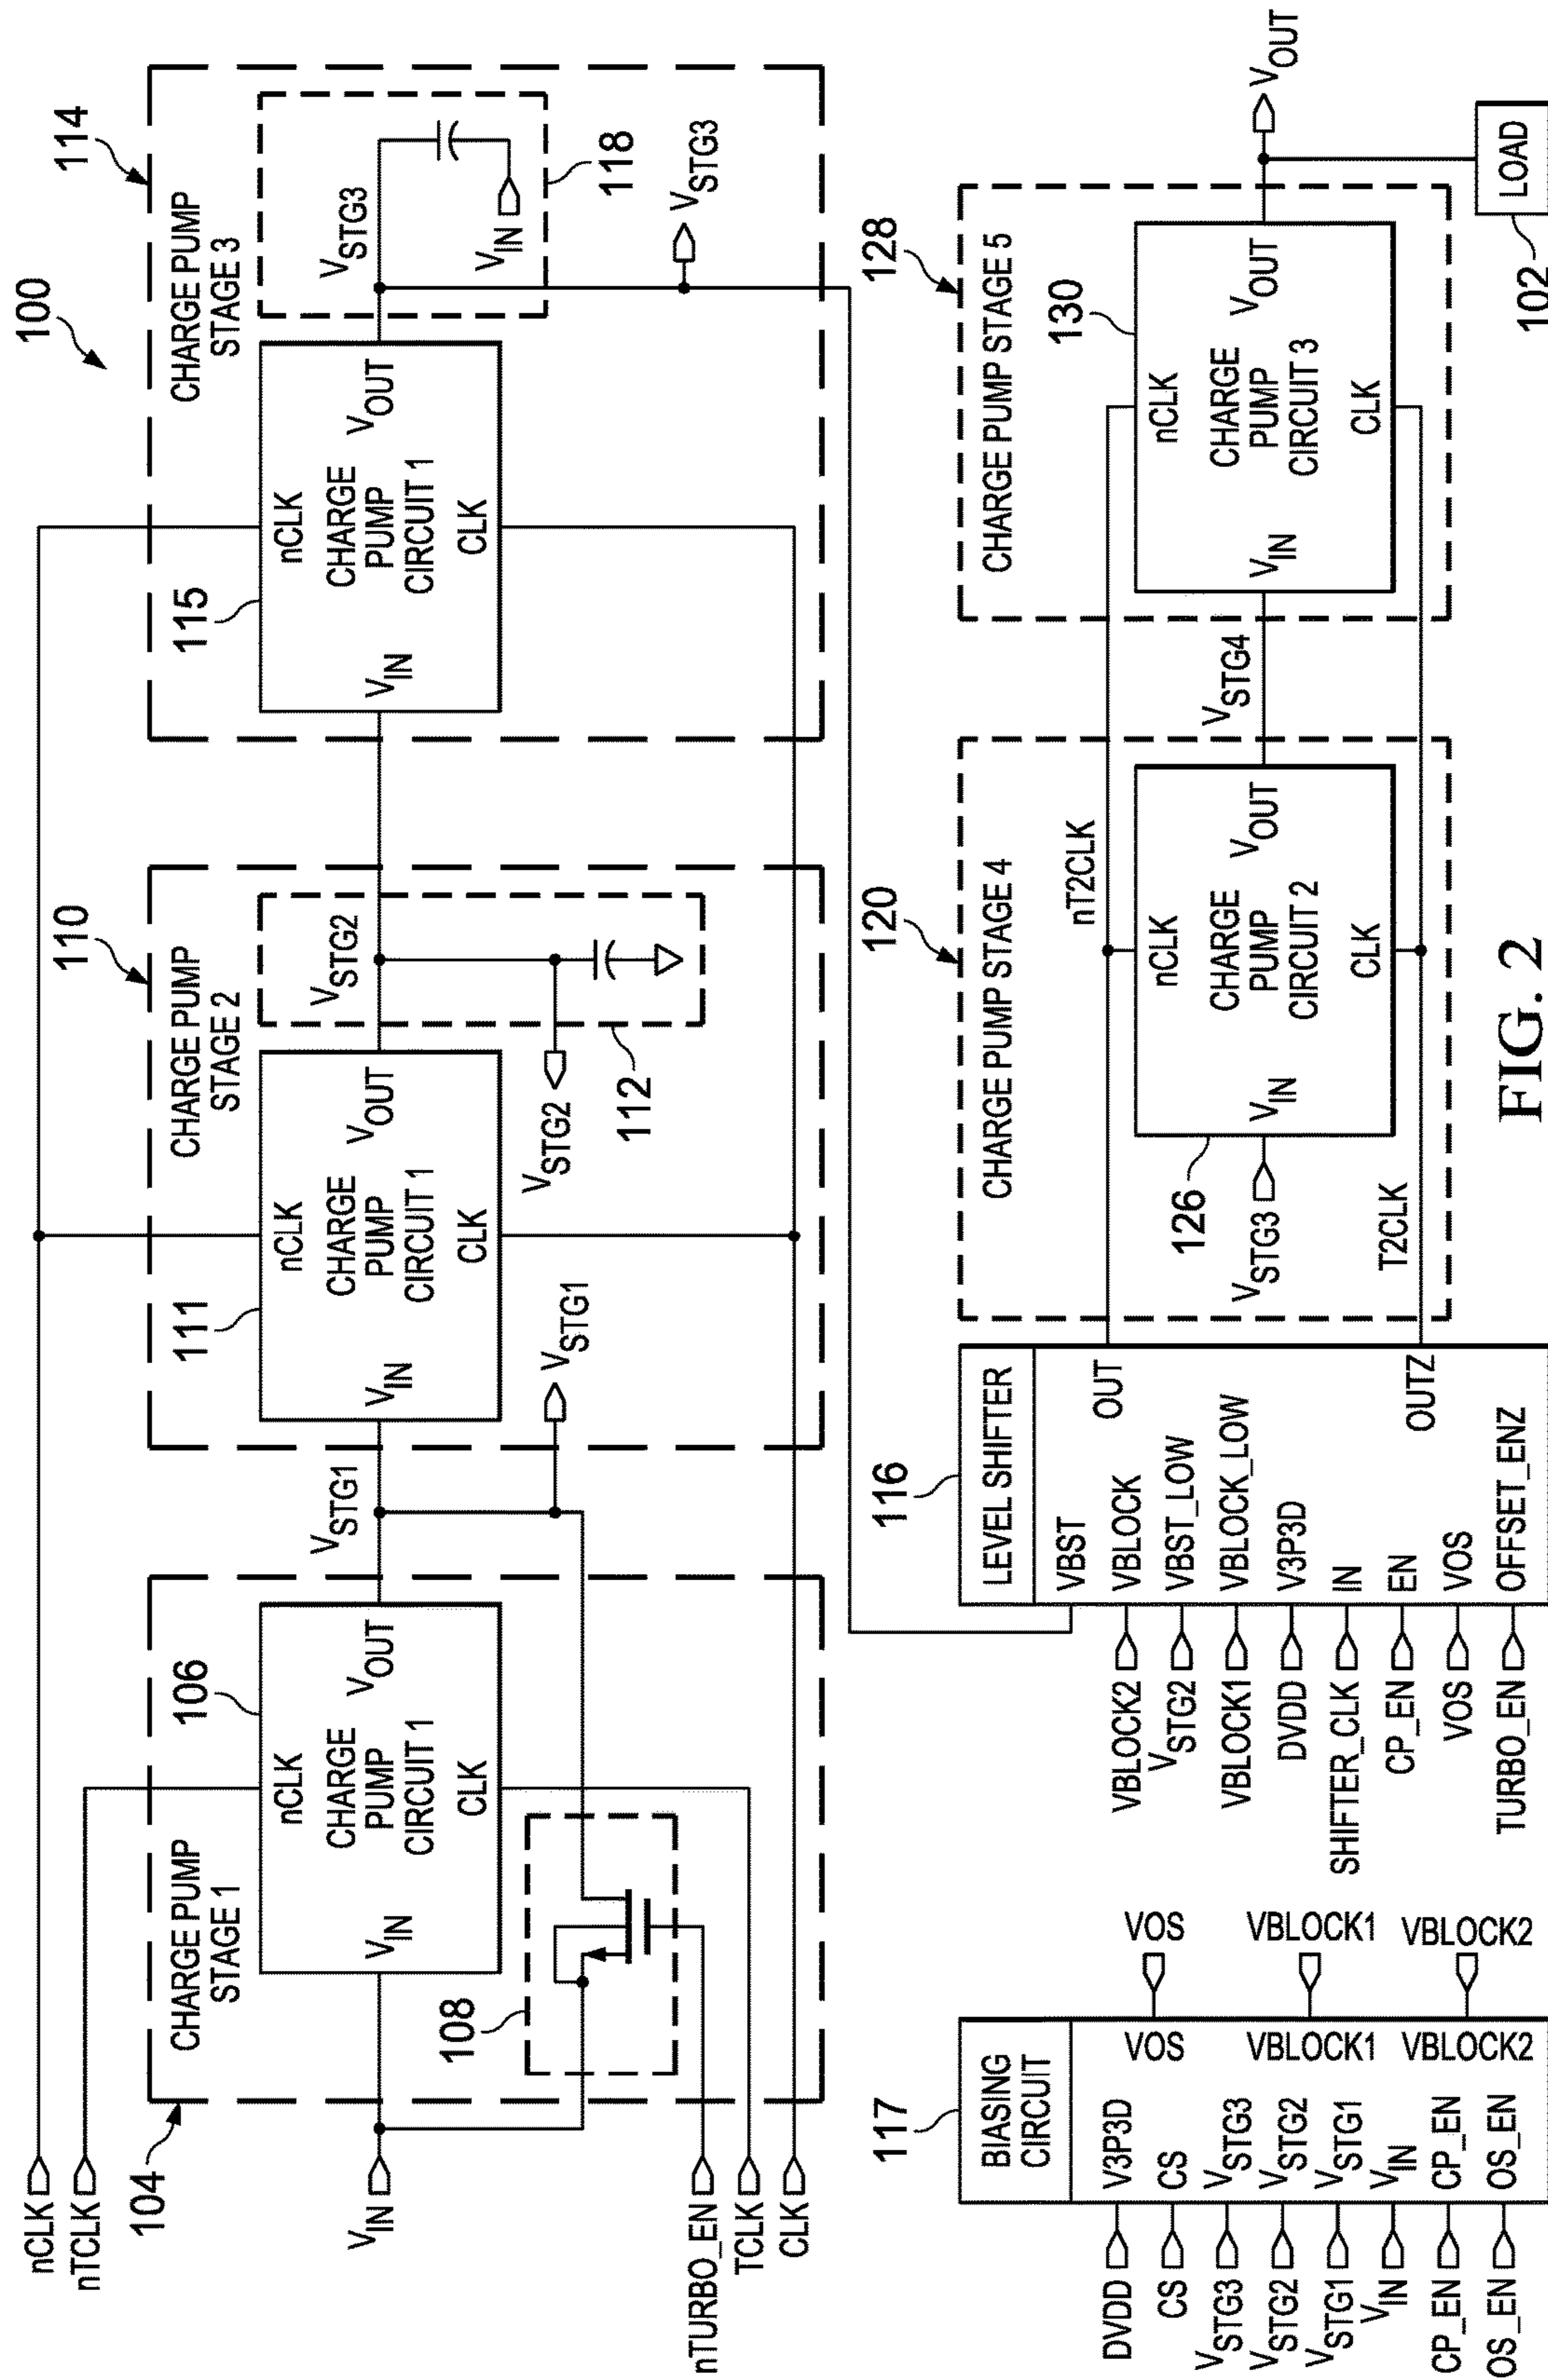 100
nCLK
nTCLK
104
CHARGE PUMP
STAGE 1
106
nCLK
CHARGE
PUMP
CIRCUIT 1
CLK
VIN
VOUT
VIN
108
nTURBO_EN
TCLK
CLK
VSTG1
VSTG1
110
CHARGE PUMP
STAGE 2
111
nCLK
CHARGE
PUMP
CIRCUIT 1
CLK
VIN
VOUT
VSTG2
VSTG2
112
114
CHARGE PUMP
STAGE 3
115
nCLK
CHARGE
PUMP
CIRCUIT 1
CLK
VIN
VOUT
VSTG3
VIN
118
VSTG3
117
BIASING
CIRCUIT
DVDD
V3P3D
CS
CS
VSTG3
VSTG3
VSTG2
VSTG2
VSTG1
VSTG1
VIN
VIN
CP_EN
CP_EN
OS_EN
OS_EN
VOS
VOS
VBLOCK1
VBLOCK1
VBLOCK2
VBLOCK2
116
LEVEL SHIFTER
VBST
VBLOCK2
VBLOCK
VSTG2
VBST_LOW
VBLOCK1
VBLOCK_LOW
DVDD
V3P3D
SHIFTER_CLK
IN
CP_EN
EN
VOS
VOS
TURBO_EN
OFFSET_ENZ
OUT
OUTZ
120
CHARGE PUMP STAGE 4
nT2CLK
nCLK
CHARGE
PUMP
CIRCUIT 2
CLK
VIN
VOUT
126
VSTG3
T2CLK
VSTG4
128
CHARGE PUMP STAGE 5
130
nCLK
CHARGE
PUMP
CIRCUIT 3
CLK
VIN
VOUT
VOUT
LOAD
102
FIG. 2